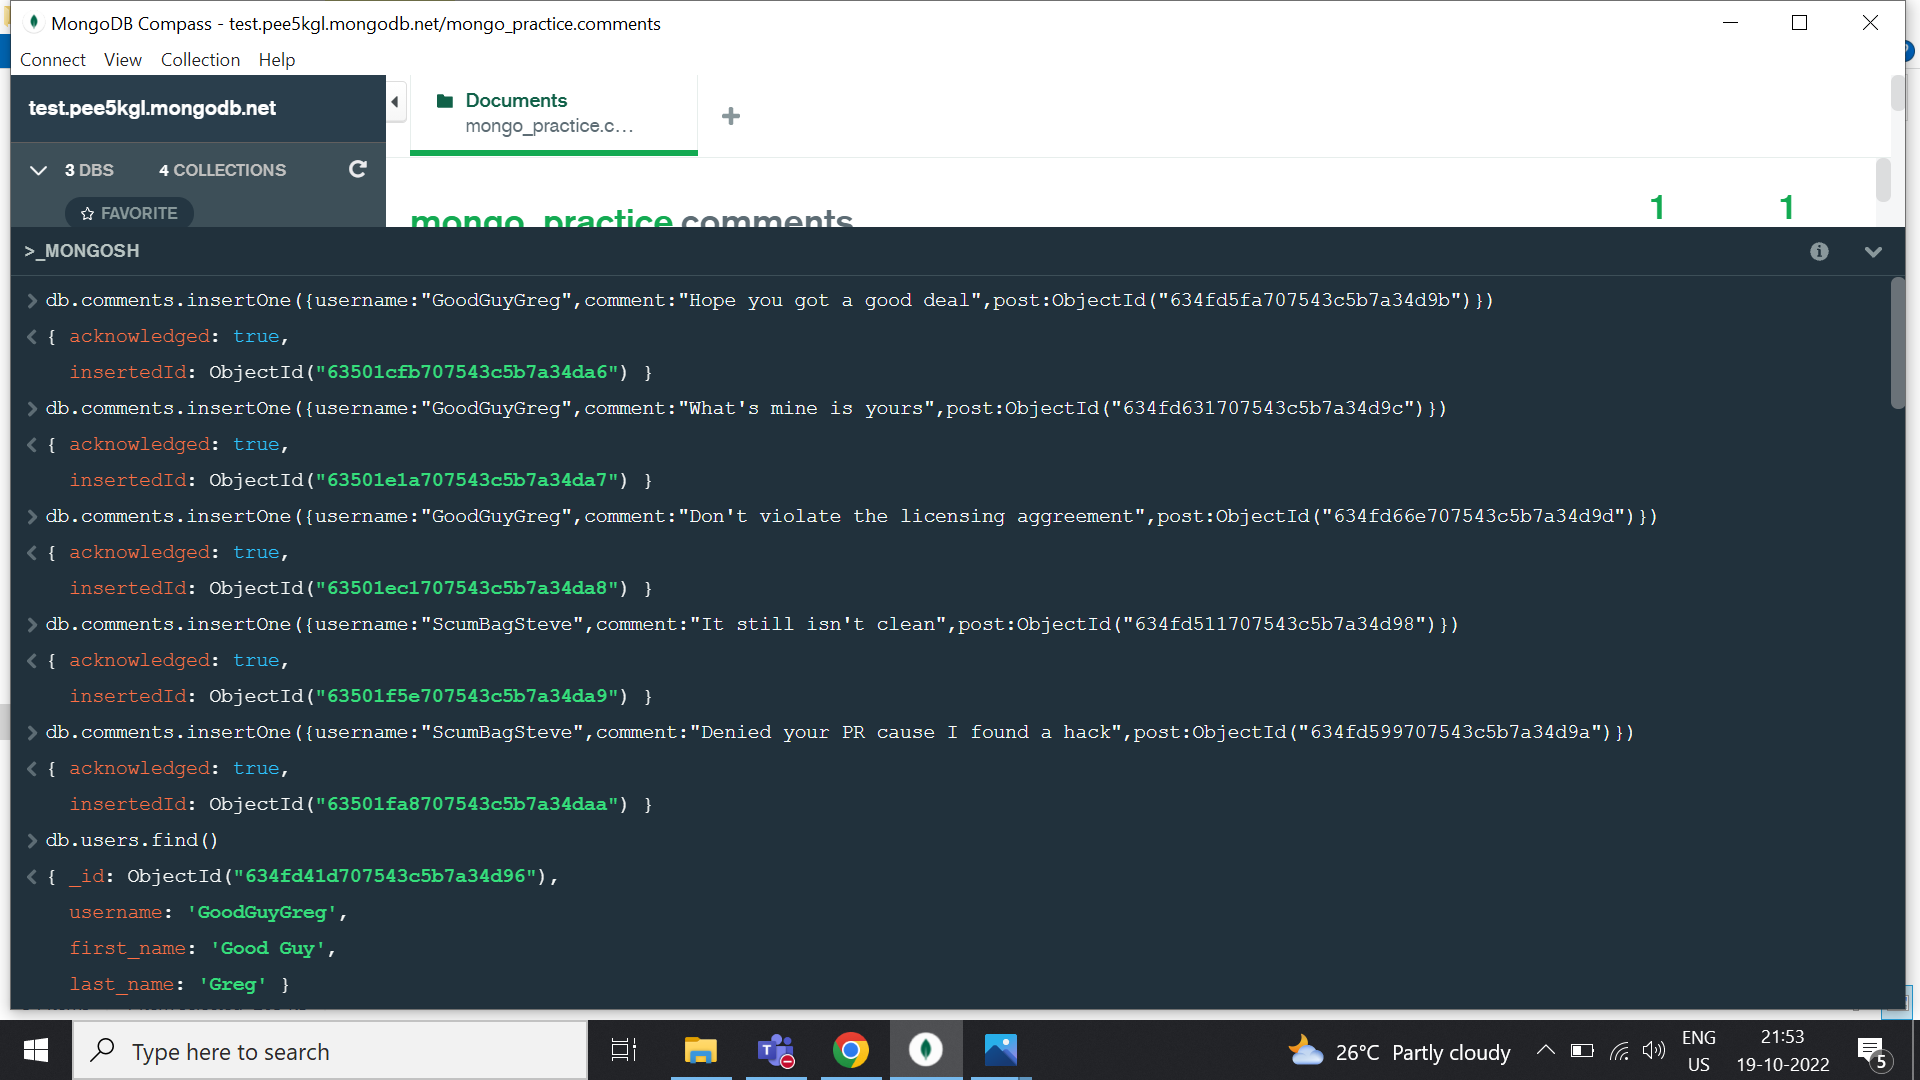 MongoDB Compass - test.pee5kgl.mongodb.net/mongo_practice.comments
Connect View Collection Help
test.pee5kgl.mongodb.net
Documents
mongo_practice.c...
3 DBS 4 COLLECTIONS
FAVORITE
mongo_practice.comments
1 1
>_MONGOSH
> db.comments.insertOne({username:"GoodGuyGreg",comment:"Hope you got a good deal",post:ObjectId("634fd5fa707543c5b7a34d9b")})
< { acknowledged: true,
insertedId: ObjectId("63501cfb707543c5b7a34da6") }
> db.comments.insertOne({username:"GoodGuyGreg",comment:"What's mine is yours",post:ObjectId("634fd631707543c5b7a34d9c")})
< { acknowledged: true,
insertedId: ObjectId("63501e1a707543c5b7a34da7") }
> db.comments.insertOne({username:"GoodGuyGreg",comment:"Don't violate the licensing aggreement",post:ObjectId("634fd66e707543c5b7a34d9d")})
< { acknowledged: true,
insertedId: ObjectId("63501ec1707543c5b7a34da8") }
> db.comments.insertOne({username:"ScumBagSteve",comment:"It still isn't clean",post:ObjectId("634fd511707543c5b7a34d98")})
< { acknowledged: true,
insertedId: ObjectId("63501f5e707543c5b7a34da9") }
> db.comments.insertOne({username:"ScumBagSteve",comment:"Denied your PR cause I found a hack",post:ObjectId("634fd599707543c5b7a34d9a")})
< { acknowledged: true,
insertedId: ObjectId("63501fa8707543c5b7a34daa") }
> db.users.find()
< { _id: ObjectId("634fd41d707543c5b7a34d96"),
username: 'GoodGuyGreg',
first_name: 'Good Guy',
last_name: 'Greg' }
Type here to search
26°C Partly cloudy
ENG
US
21:53
19-10-2022
5